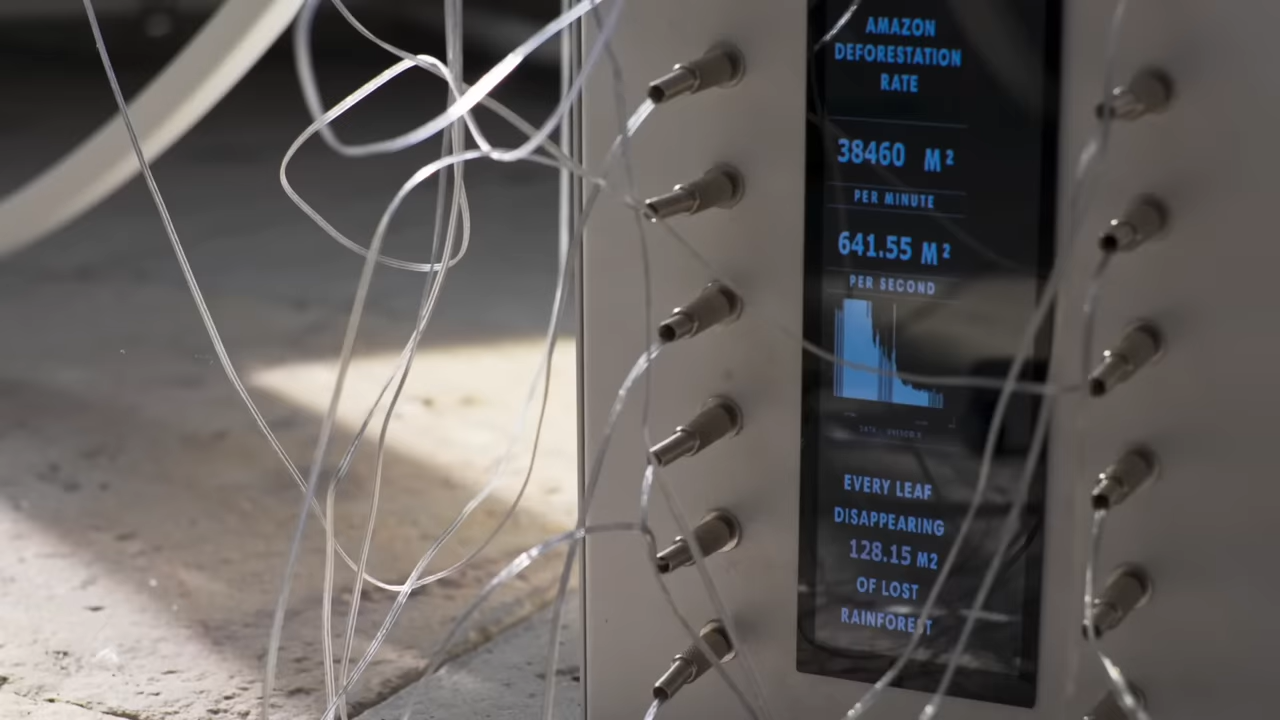 AMAZON
DEFORESTATION
RATE
38460 M²
PER MINUTE
641.55 M²
PER SECOND
EVERY LEAF
DISAPPEARING
128.15 M2
OF LOST
RAINFOREST